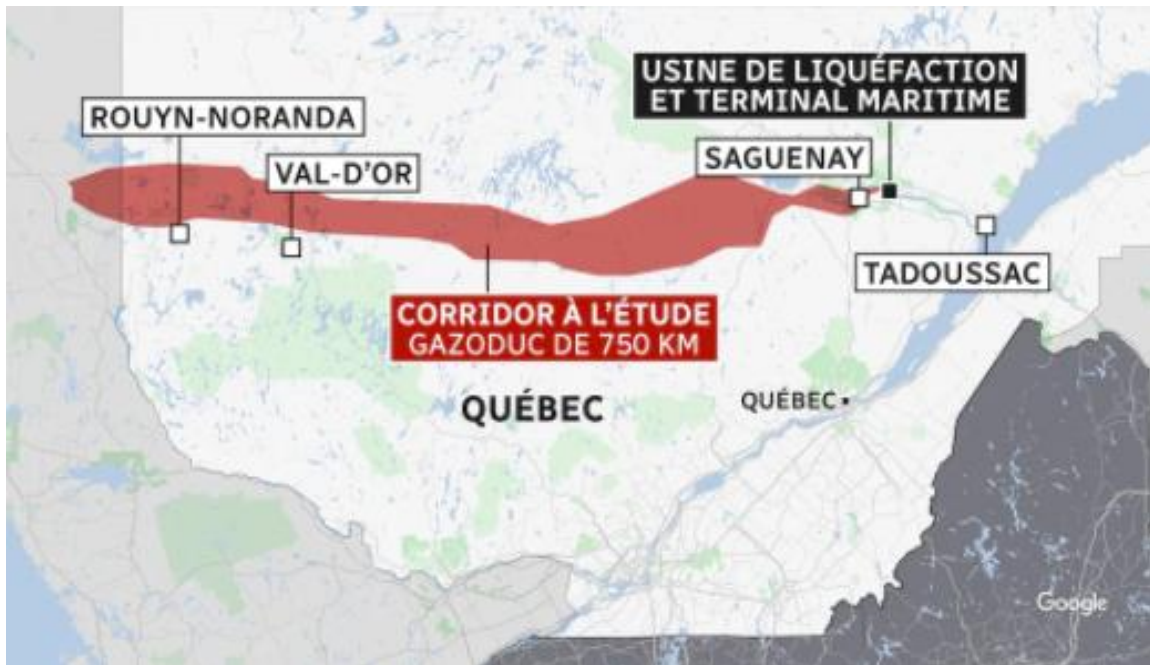 USINE DE LIQUÉFACTION
ET TERMINAL MARITIME
ROUYN-NORANDA
SAGUENAY
VAL-D'OR
TADOUSSAC
CORRIDOR À L'ÉTUDE
GAZODUC DE 750 KM
QUÉBEC
QUÉBEC
Google